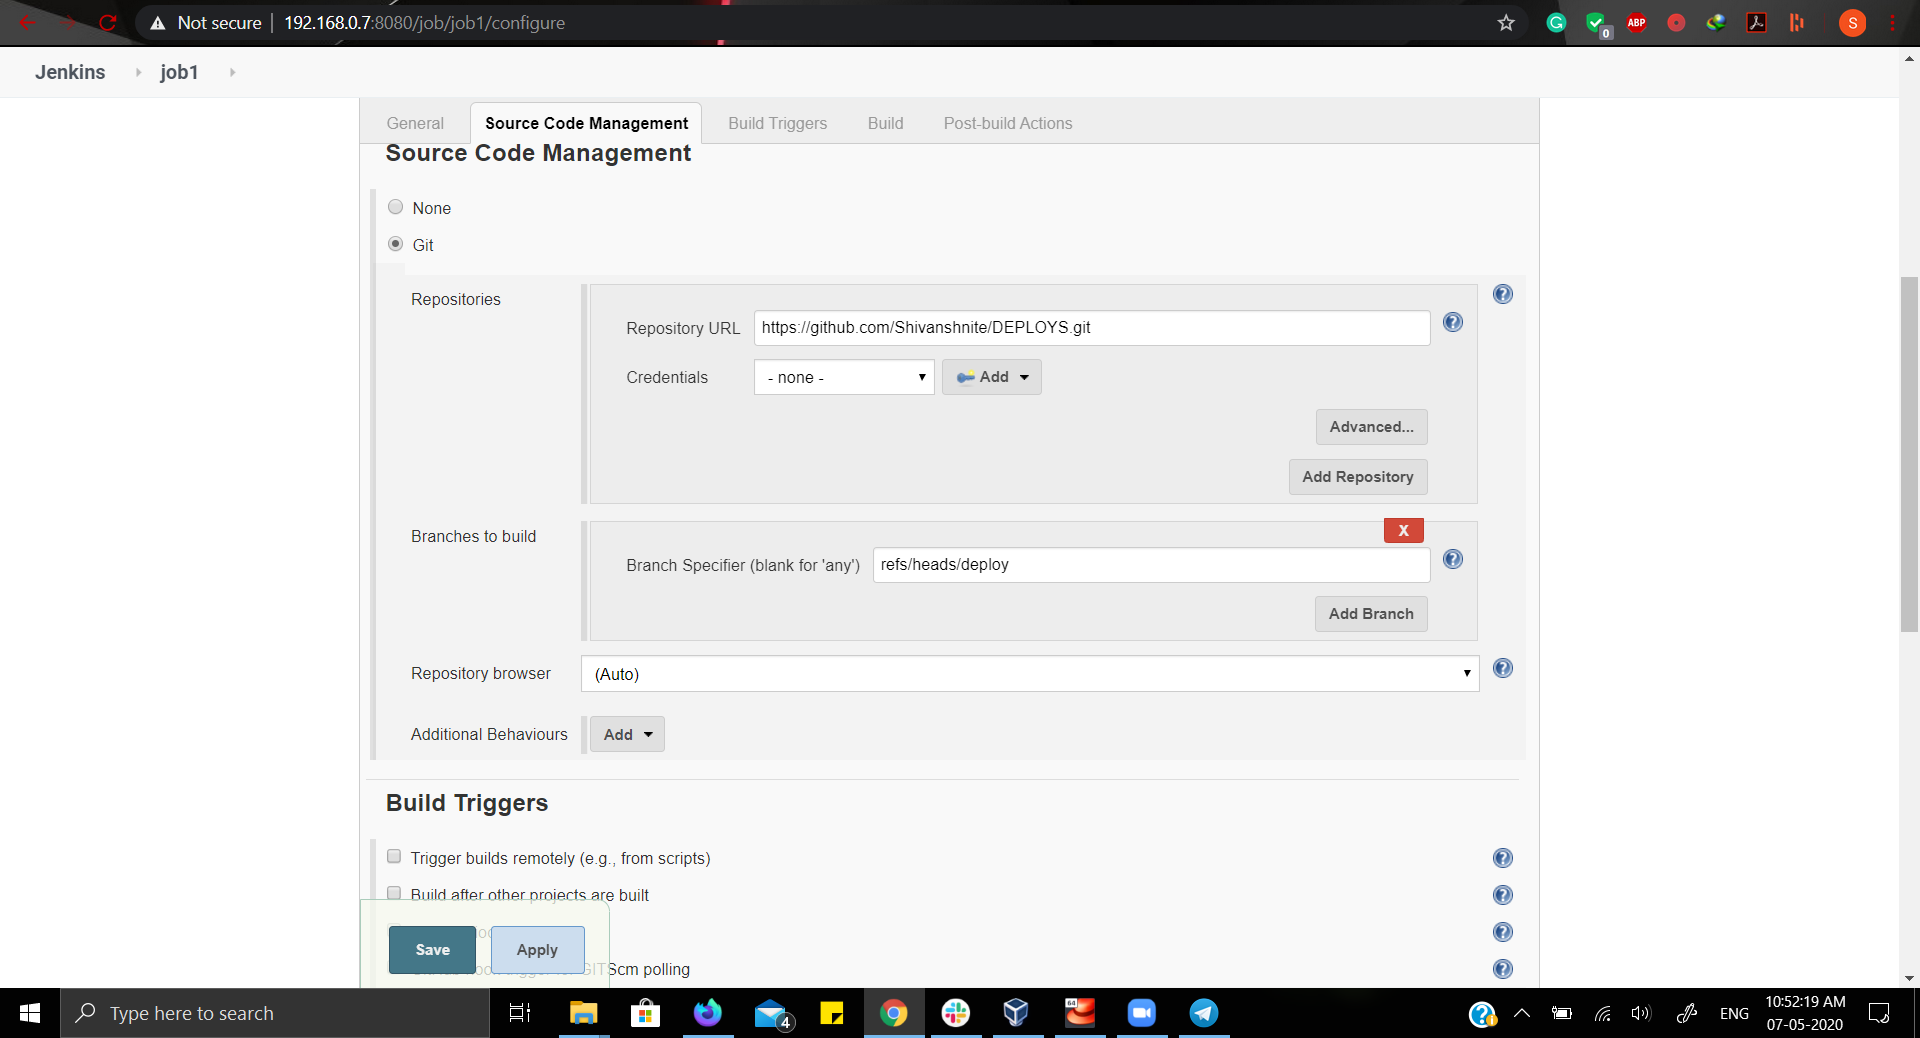 Not secure | 192.168.0.7:8080/job/job1/configure
ABP
0
S
Jenkins job1
General Source Code Management Build Triggers Build Post-build Actions
Source Code Management
None
Git
Repositories
Repository URL https://github.com/Shivanshnite/DEPLOYS.git
Credentials - none - Add
Advanced...
Add Repository
X
Branches to build
Branch Specifier (blank for 'any') refs/heads/deploy
Add Branch
Repository browser (Auto)
Additional Behaviours Add
Build Triggers
Trigger builds remotely (e.g., from scripts)
Build after other projects are built
Save Apply
GITScm polling
Type here to search
4
64
ENG
10:52:19 AM
07-05-2020